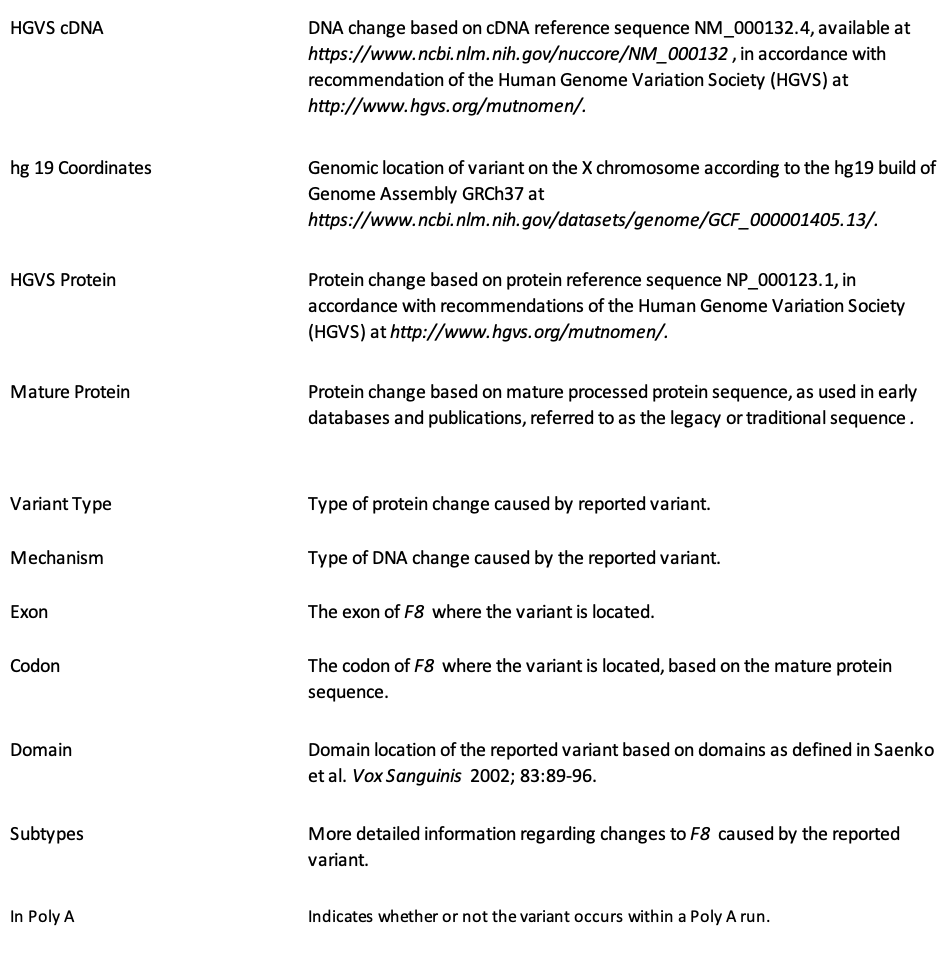 HGVS cDNA DNA change based on cDNA reference sequence NM_000132.4, available at
https://www.ncbi.nlm.nih.gov/nuccore/NM_000132 , in accordance with
recommendation of the Human Genome Variation Society (HGVS) at
http://www.hgvs.org/mutnomen/.
hg 19 Coordinates Genomic location of variant on the X chromosome according to the hg19 build of
Genome Assembly GRCh37 at
https://www.ncbi.nlm.nih.gov/datasets/genome/GCF_000001405.13/.
HGVS Protein Protein change based on protein reference sequence NP_000123.1, in
accordance with recommendations of the Human Genome Variation Society
(HGVS) at http://www.hgvs.org/mutnomen/.
Mature Protein Protein change based on mature processed protein sequence, as used in early
databases and publications, referred to as the legacy or traditional sequence .
Variant Type Type of protein change caused by reported variant.
Mechanism Type of DNA change caused by the reported variant.
Exon The exon of F8 where the variant is located.
Codon The codon of F8 where the variant is located, based on the mature protein
sequence.
Domain Domain location of the reported variant based on domains as defined in Saenko
et al. Vox Sanguinis 2002; 83:89-96.
Subtypes More detailed information regarding changes to F8 caused by the reported
variant.
In Poly A Indicates whether or not the variant occurs within a Poly A run.